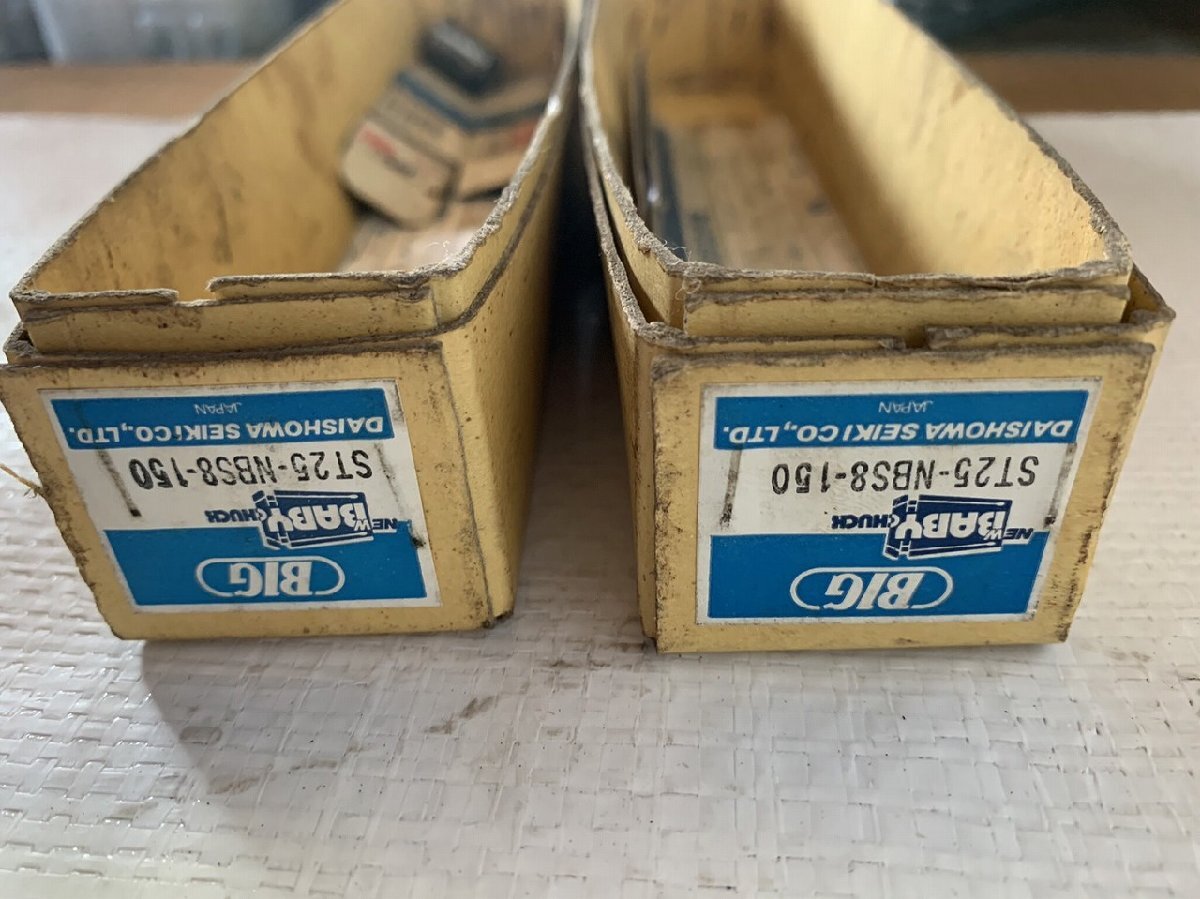 BIG
NEW BABY CHUCK
ST25-NBS8-150
DAISHOWA SEIKI CO., LTD.
JAPAN
BIG
NEW BABY CHUCK
ST25-NBS8-150
DAISHOWA SEIKI CO., LTD.
JAPAN